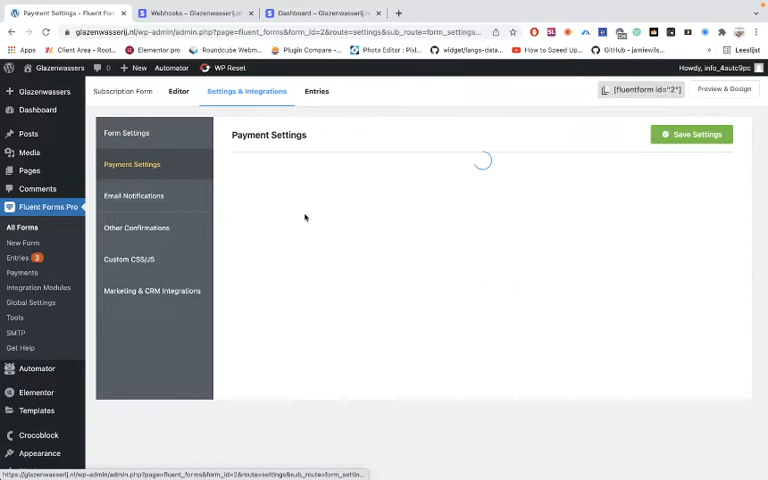 Payment Settings - Fluent For
Webhooks – Glazenwasserij.nl
Dashboard – Glazenwasserij.n
glazenwasserij.nl/wp-admin/admin.php?page=fluent_forms&form_id=2&route=settings&sub_route=form_settings...
Apps
Client Area - Root...
Elementor pro
Roundcube Webm...
Plugin Compare -...
Photo Editor : Pixl...
widget/langs-data...
How to Speed Up...
GitHub - jamiewils...
Leeslijst
Glazenwassers
0
New
Automator
WP Reset
Howdy, info_4autc9pc
Glazenwassers
Dashboard
Posts
Media
Pages
Comments
Fluent Forms Pro
All Forms
New Form
Entries 3
Payments
Integration Modules
Global Settings
Tools
SMTP
Get Help
Automator
Elementor
Templates
Crocoblock
Appearance
Subscription Form
Editor
Settings & Integrations
Entries
[fluentform id="2"]
Preview & Design
Form Settings
Payment Settings
Email Notifications
Other Confirmations
Custom CSS/JS
Marketing & CRM Integrations
Payment Settings
Save Settings
https://glazenwasserij.nl/wp-admin/admin.php?page=fluent_forms&form_id=2&route=settings&sub_route=form_settin...